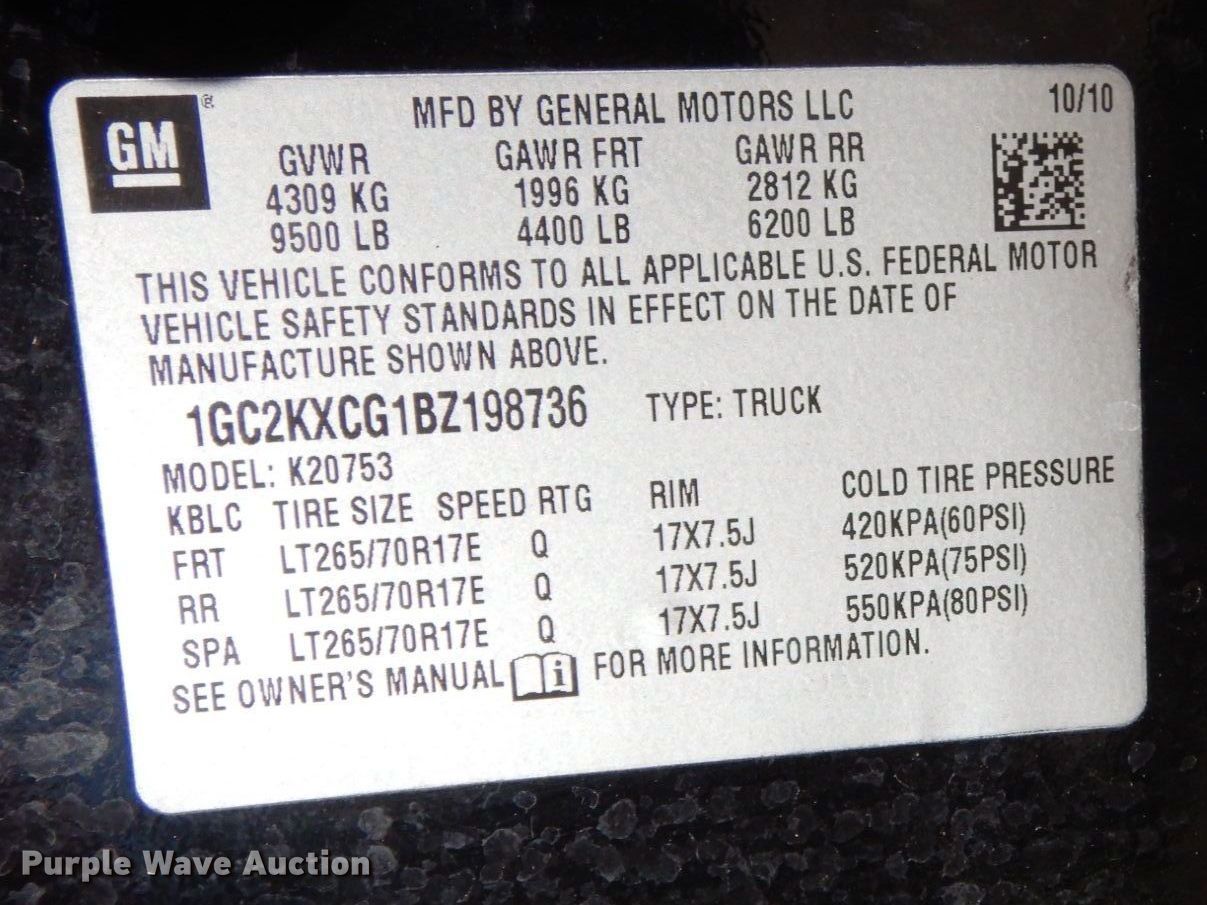 GM ® MFD BY GENERAL MOTORS LLC 10/10
GVWR GAWR FRT GAWR RR
4309 KG 1996 KG 2812 KG
9500 LB 4400 LB 6200 LB
THIS VEHICLE CONFORMS TO ALL APPLICABLE U.S. FEDERAL MOTOR
VEHICLE SAFETY STANDARDS IN EFFECT ON THE DATE OF
MANUFACTURE SHOWN ABOVE.
1GC2KXCG1BZ198736 TYPE: TRUCK
MODEL: K20753
KBLC TIRE SIZE SPEED RTG RIM COLD TIRE PRESSURE
FRT LT265/70R17E Q 17X7.5J 420KPA(60PSI)
RR LT265/70R17E Q 17X7.5J 520KPA(75PSI)
SPA LT265/70R17E Q 17X7.5J 550KPA(80PSI)
SEE OWNER'S MANUAL i FOR MORE INFORMATION.
Purple Wave Auction